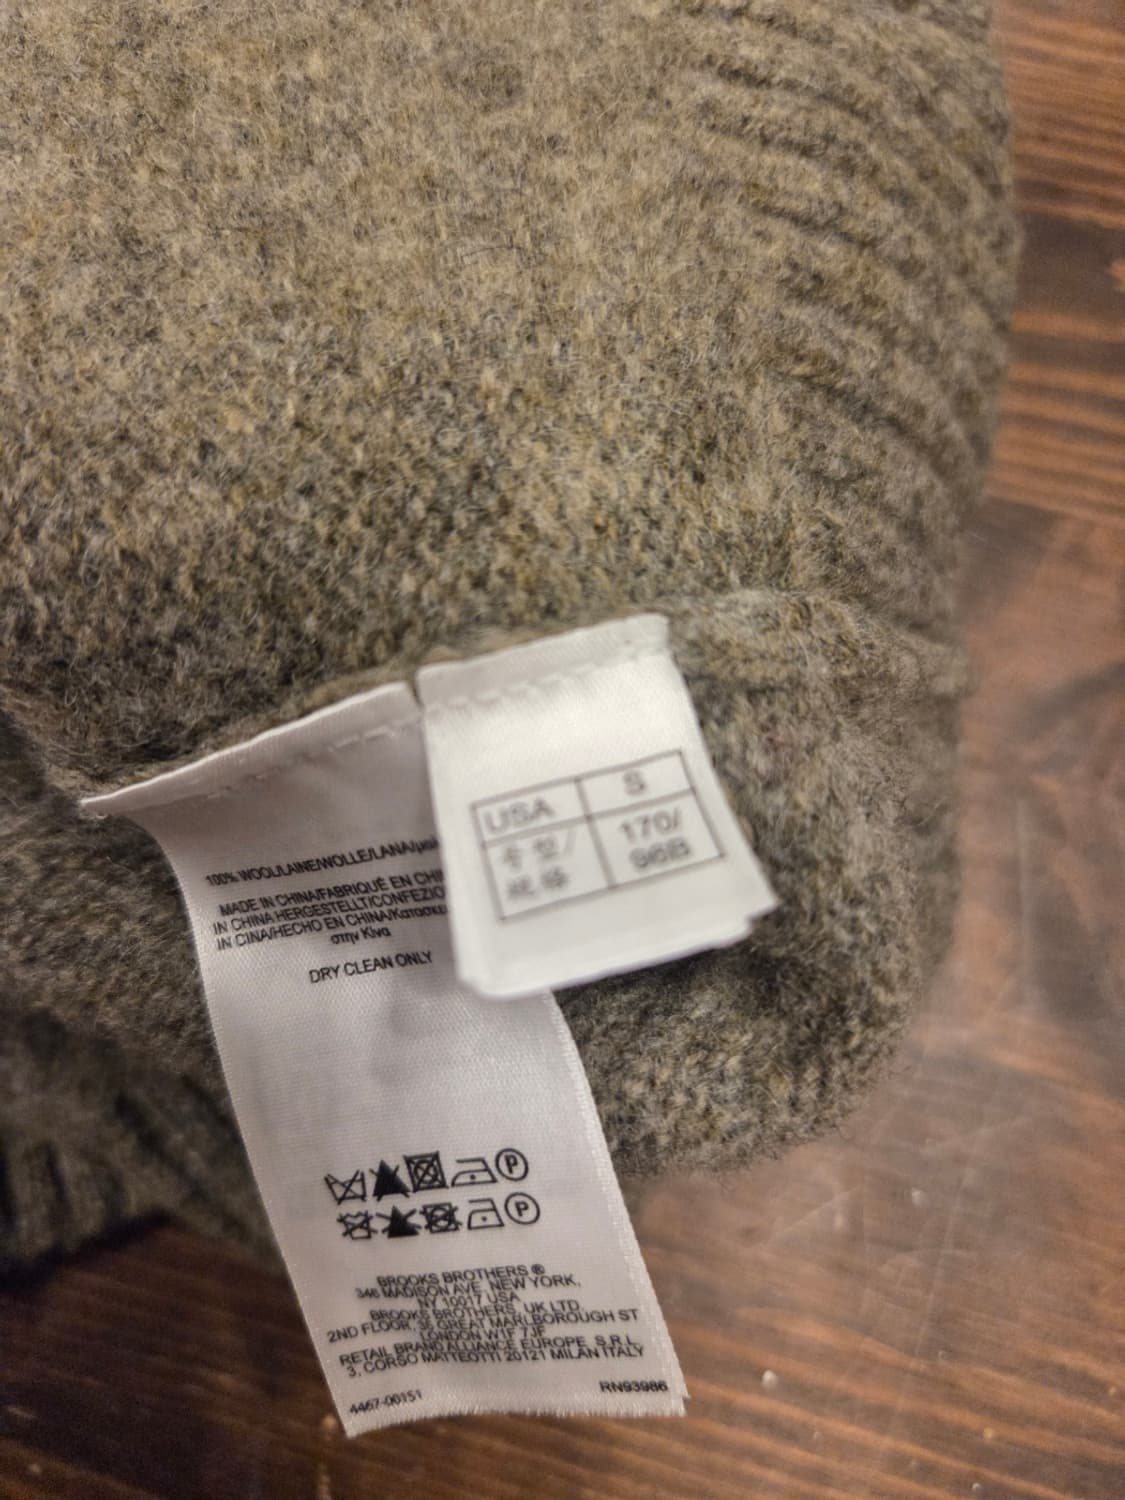 USA S
170/
96B
100% WOOL/LAINE/WOLLE/LANA/μαλ
MADE IN CHINA/FABRIQUÉ EN CHI
IN CHINA HERGESTELLT/CONFEZIO
IN CINA/HECHO EN CHINA/Κατασκε
στην Κίνα
DRY CLEAN ONLY
P
P
BROOKS BROTHERS ®
346 MADISON AVE, NEW YORK,
NY 10017 USA
BROOKS BROTHERS, UK LTD.
2ND FLOOR, 36 GREAT MARLBOROUGH ST
LONDON W1F 7JF
RETAIL BRAND ALLIANCE EUROPE, S.R.L.
3, CORSO MATTEOTTI 20121 MILAN ITALY
4467-00151 RN93986